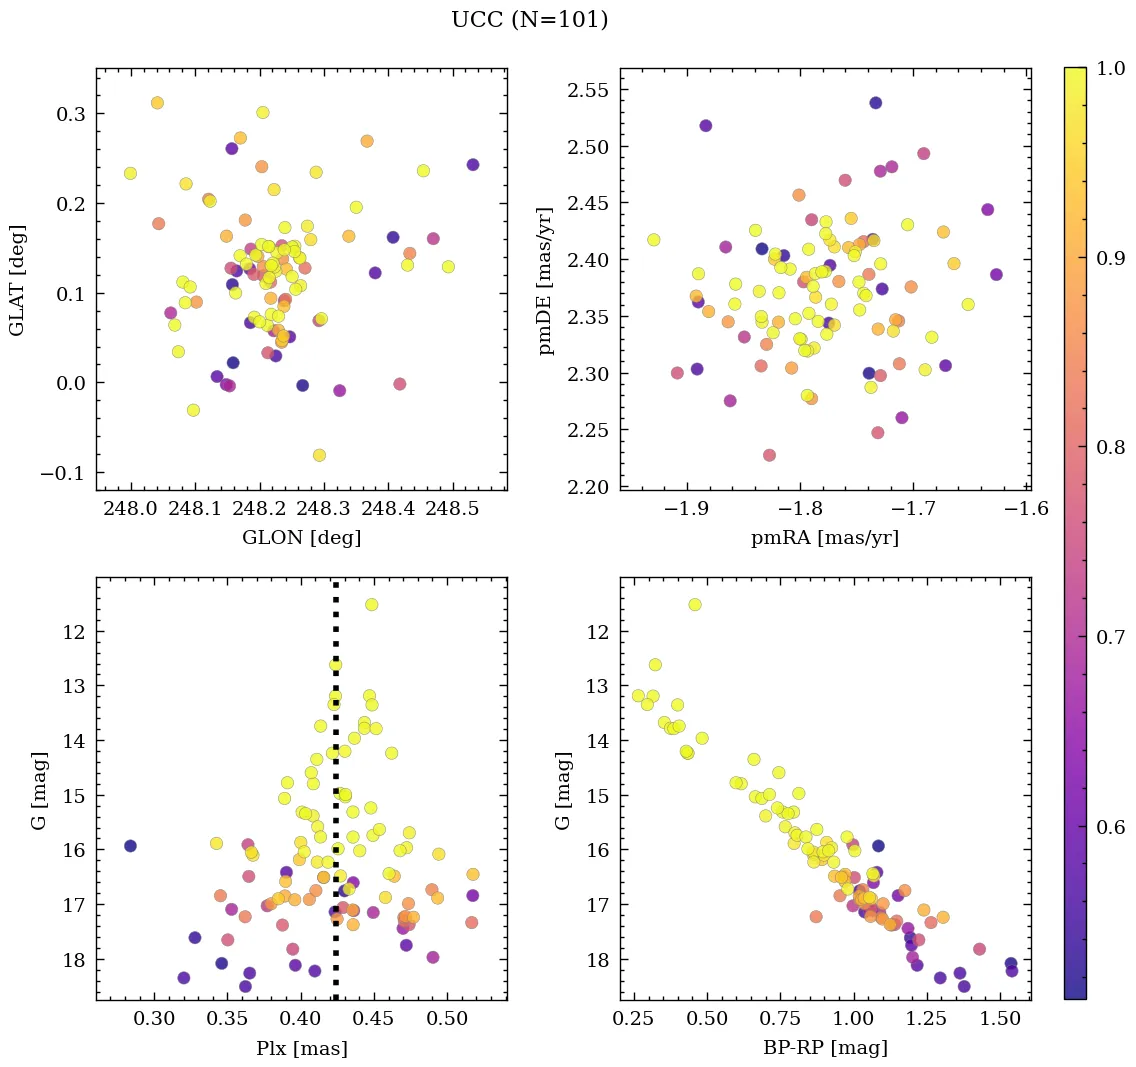 UCC (N=101)
0.3
0.2
0.1
0.0
−0.1
GLAT [deg]
248.0 248.1 248.2 248.3 248.4 248.5
GLON [deg]
2.55
2.50
2.45
2.40
2.35
2.30
2.25
2.20
pmDE [mas/yr]
−1.9 −1.8 −1.7 −1.6
pmRA [mas/yr]
12
13
14
15
16
17
18
G [mag]
0.30 0.35 0.40 0.45 0.50
Plx [mas]
12
13
14
15
16
17
18
G [mag]
0.25 0.50 0.75 1.00 1.25 1.50
BP-RP [mag]
1.0
0.9
0.8
0.7
0.6